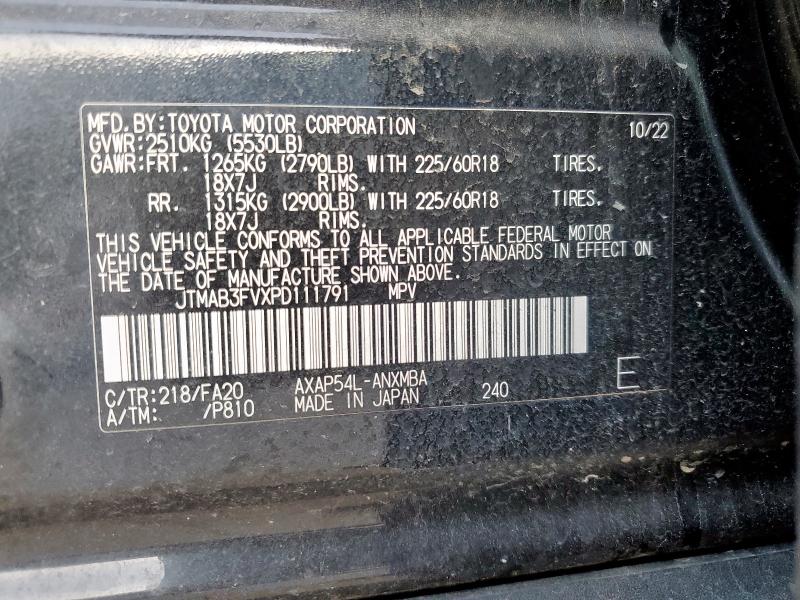 MFD.BY:TOYOTA MOTOR CORPORATION 10/22
GVWR:2510KG (5530LB)
GAWR:FRT. 1265KG (2790LB) WITH 225/60R18 TIRES.
18X7J RIMS.
RR. 1315KG (2900LB) WITH 225/60R18 TIRES.
18X7J RIMS.
THIS VEHICLE CONFORMS TO ALL APPLICABLE FEDERAL MOTOR
VEHICLE SAFETY AND THEFT PREVENTION STANDARDS IN EFFECT ON
THE DATE OF MANUFACTURE SHOWN ABOVE.
JTMAB3FVXPD111791 MPV
C/TR:218/FA20 AXAP54L-ANXMBA 240 E
A/TM: /P810 MADE IN JAPAN